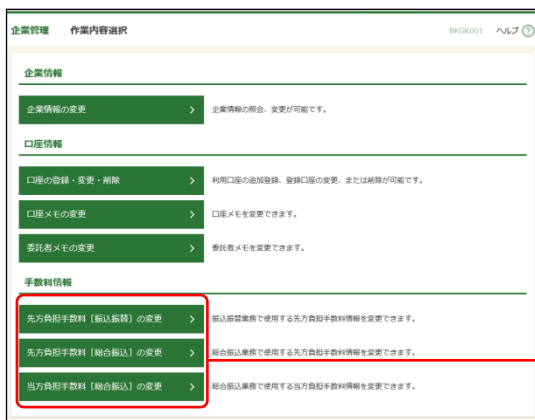 企業管理　作業内容選択　BKGK001　ヘルプ ?
企業情報
企業情報の変更　企業情報の照会、変更が可能です。
口座情報
口座の登録・変更・削除　利用口座の追加登録、登録口座の変更、または削除が可能です。
口座メモの変更　口座メモを変更できます。
委託者メモの変更　委託者メモを変更できます。
手数料情報
先方負担手数料［振込振替］の変更　振込振替業務で使用する先方負担手数料情報を変更できます。
先方負担手数料［総合振込］の変更　総合振込業務で使用する先方負担手数料情報を変更できます。
当方負担手数料［総合振込］の変更　総合振込業務で使用する当方負担手数料情報を変更できます。